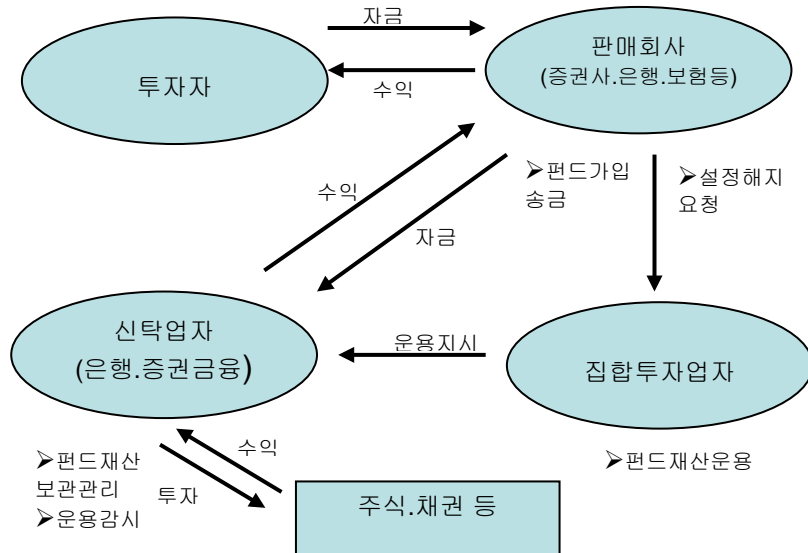 자금
투자자
판매회사
(증권사.은행.보험등)
수익
수익
➤펀드가입
송금
➤설정해지
요청
자금
신탁업자
(은행.증권금융)
운용지시
집합투자업자
➤펀드재산
보관관리
➤운용감시
수익
투자
➤펀드재산운용
주식.채권 등